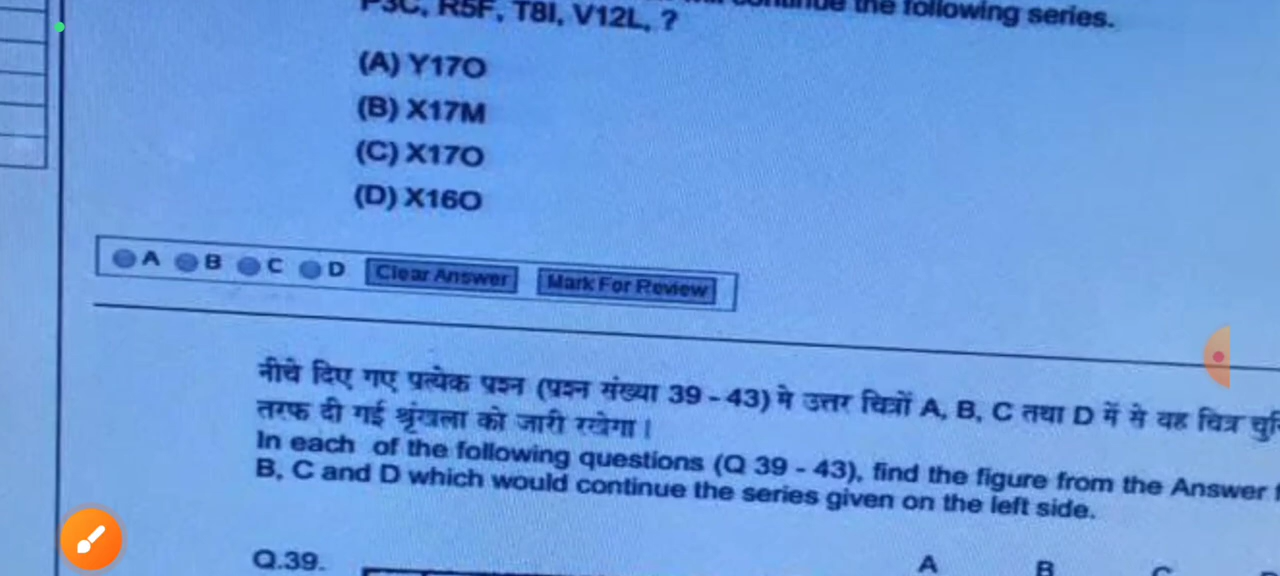 continue the following series.
P3C, R5F, T8I, V12L, ?
(A) Y17O
(B) X17M
(C) X17O
(D) X16O
A B C D Clear Answer Mark For Review
नीचे दिए गए प्रत्येक प्रश्न (प्रश्न संख्या 39 - 43) मे उत्तर चित्रों A, B, C तथा D में से वह चित्र
तरफ दी गई श्रृंखला को जारी रखेगा।
In each of the following questions (Q 39 - 43), find the figure from the Answer
B, C and D which would continue the series given on the left side.
Q.39. A B C